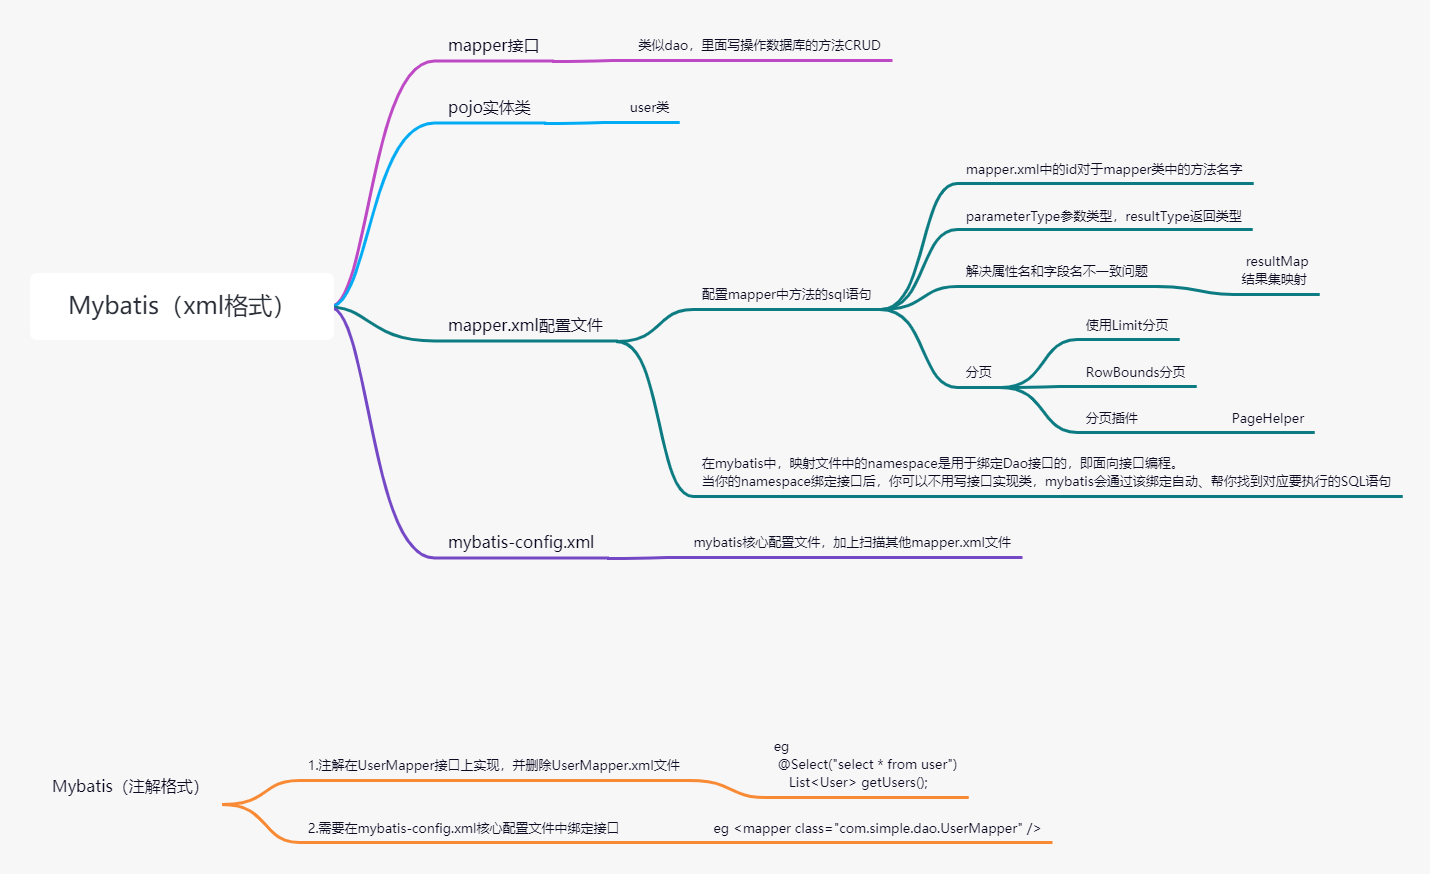 Mybatis（xml格式）
mapper接口
类似dao，里面写操作数据库的方法CRUD
pojo实体类
user类
mapper.xml配置文件
配置mapper中方法的sql语句
mapper.xml中的id对于mapper类中的方法名字
parameterType参数类型，resultType返回类型
解决属性名和字段名不一致问题
resultMap
结果集映射
分页
使用Limit分页
RowBounds分页
分页插件
PageHelper
在mybatis中，映射文件中的namespace是用于绑定Dao接口的，即面向接口编程。
当你的namespace绑定接口后，你可以不用写接口实现类，mybatis会通过该绑定自动、帮你找到对应要执行的SQL语句
mybatis-config.xml
mybatis核心配置文件，加上扫描其他mapper.xml文件
Mybatis（注解格式）
1.注解在UserMapper接口上实现，并删除UserMapper.xml文件
eg
@Select("select * from user")
List<User> getUsers();
2.需要在mybatis-config.xml核心配置文件中绑定接口
eg <mapper class="com.simple.dao.UserMapper" />